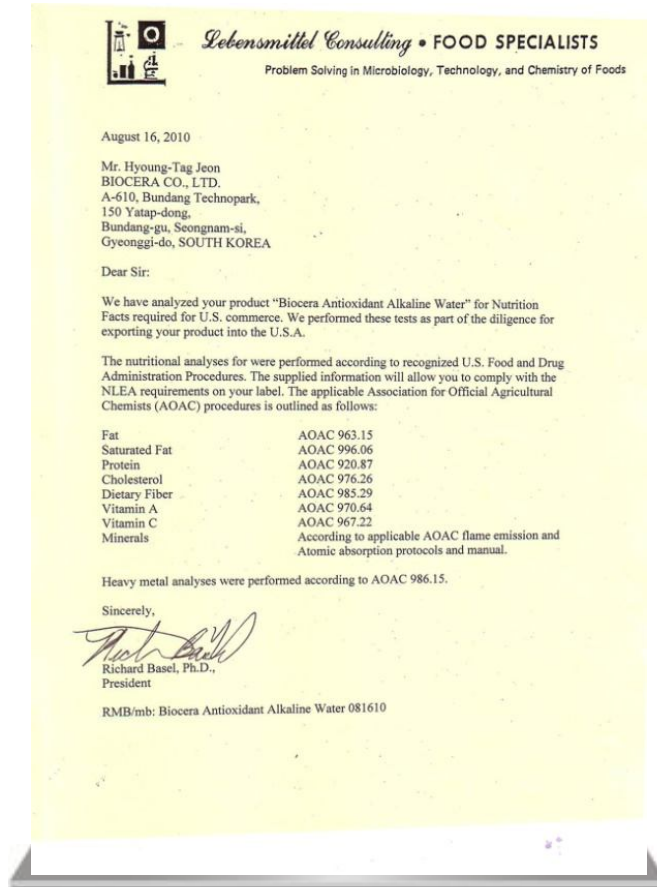 Lebensmittel Consulting • FOOD SPECIALISTS
Problem Solving in Microbiology, Technology, and Chemistry of Foods
August 16, 2010
Mr. Hyoung-Tag Jeon
BIOCERA CO., LTD.
A-610, Bundang Technopark,
150 Yatap-dong,
Bundang-gu, Seongnam-si,
Gyeonggi-do, SOUTH KOREA
Dear Sir:
We have analyzed your product “Biocera Antioxidant Alkaline Water” for Nutrition
Facts required for U.S. commerce. We performed these tests as part of the diligence for
exporting your product into the U.S.A.
The nutritional analyses for were performed according to recognized U.S. Food and Drug
Administration Procedures. The supplied information will allow you to comply with the
NLEA requirements on your label. The applicable Association for Official Agricultural
Chemists (AOAC) procedures is outlined as follows:
Fat AOAC 963.15
Saturated Fat AOAC 996.06
Protein AOAC 920.87
Cholesterol AOAC 976.26
Dietary Fiber AOAC 985.29
Vitamin A AOAC 970.64
Vitamin C AOAC 967.22
Minerals According to applicable AOAC flame emission and
Atomic absorption protocols and manual.
Heavy metal analyses were performed according to AOAC 986.15.
Sincerely,
Richard Basel, Ph.D.,
President
RMB/mb: Biocera Antioxidant Alkaline Water 081610